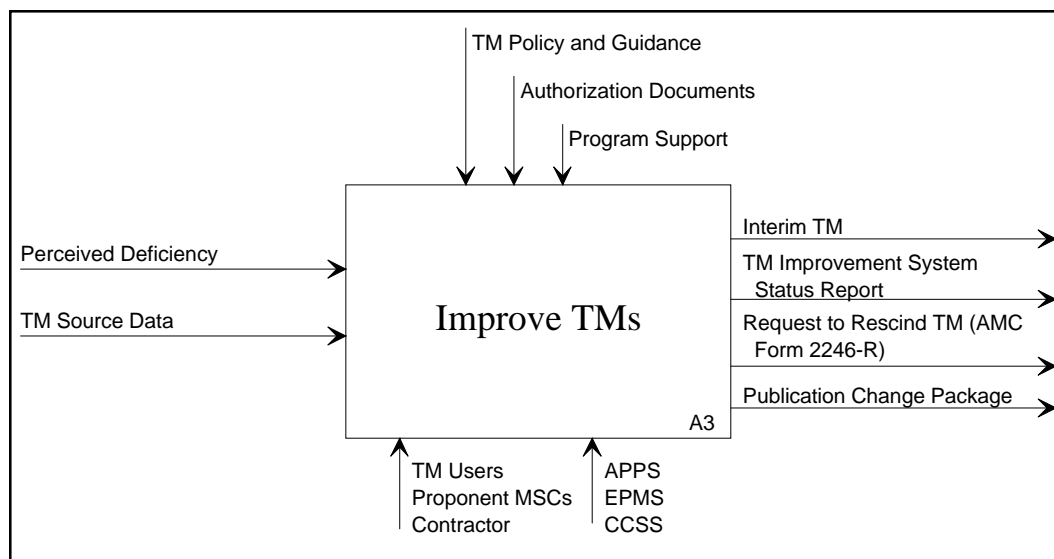 TM Policy and Guidance
Authorization Documents
Program Support
Perceived Deficiency
TM Source Data
Improve TMs
A3
Interim TM
TM Improvement System
Status Report
Request to Rescind TM (AMC
Form 2246-R)
Publication Change Package
TM Users
Proponent MSCs
Contractor
APPS
EPMS
CCSS